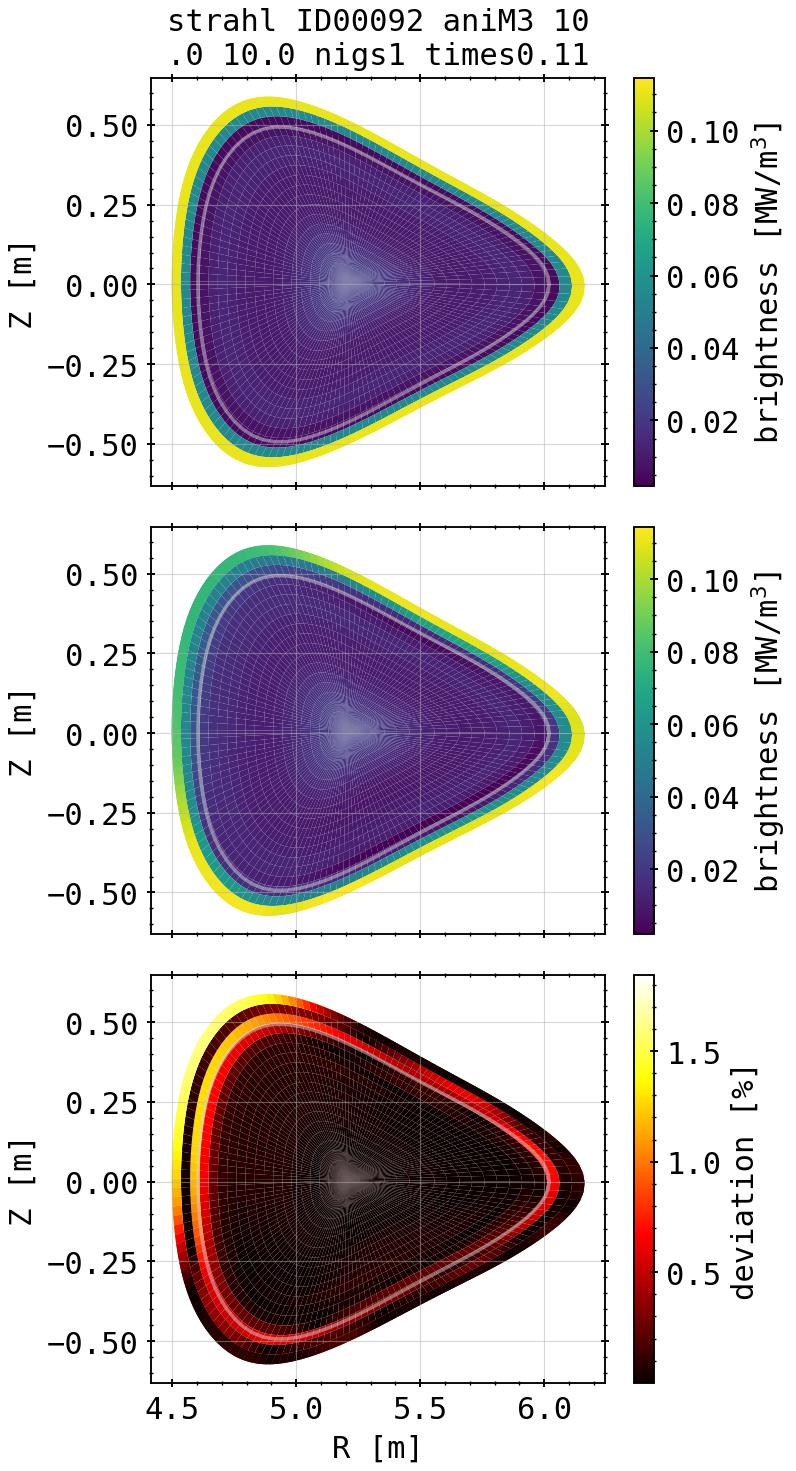 strahl ID00092 aniM3 10
.0 10.0 nigs1 times0.11
0.50
0.25
0.00
−0.25
−0.50
Z [m]
0.10
0.08
0.06
0.04
0.02
brightness [MW/m³]
0.50
0.25
0.00
−0.25
−0.50
Z [m]
0.10
0.08
0.06
0.04
0.02
brightness [MW/m³]
0.50
0.25
0.00
−0.25
−0.50
Z [m]
1.5
1.0
0.5
deviation [%]
4.5 5.0 5.5 6.0
R [m]